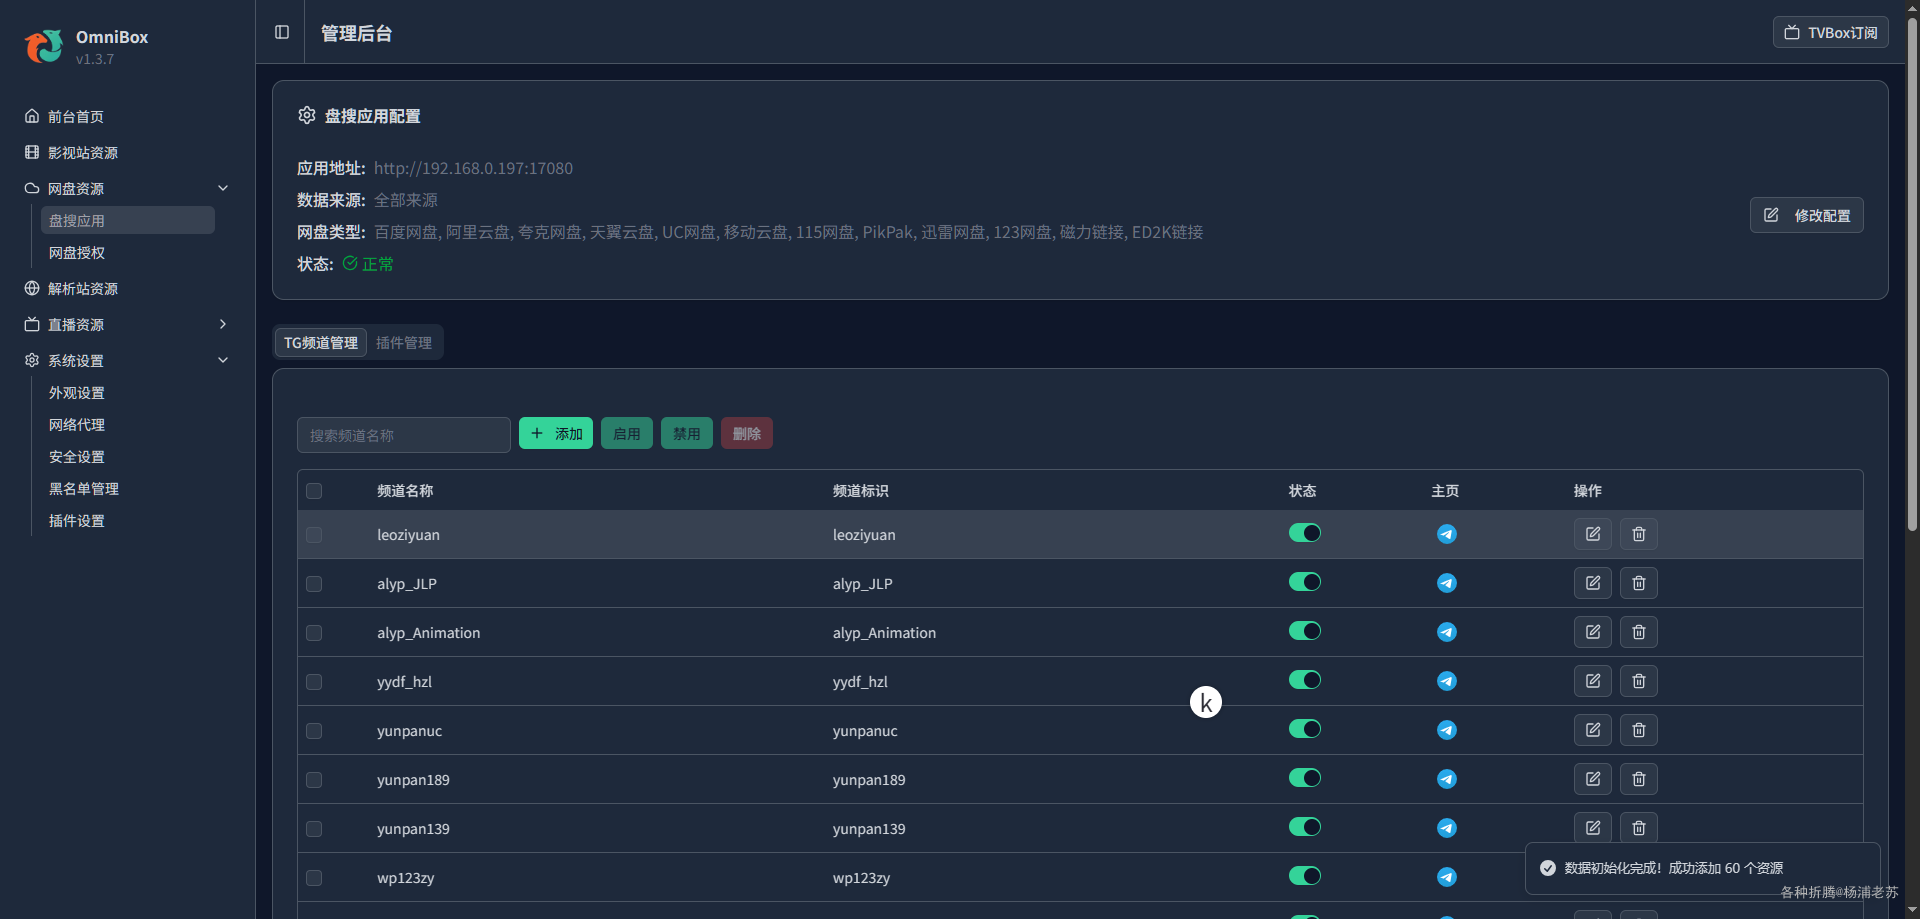 OmniBox
v1.3.7
前台首页
影视站资源
网盘资源
盘搜应用
网盘授权
解析站资源
直播资源
系统设置
外观设置
网络代理
安全设置
黑名单管理
插件设置
管理后台
TVBox订阅
盘搜应用配置
应用地址: http://192.168.0.197:17080
数据来源: 全部来源
网盘类型: 百度网盘, 阿里云盘, 夸克网盘, 天翼云盘, UC网盘, 移动云盘, 115网盘, PikPak, 迅雷网盘, 123网盘, 磁力链接, ED2K链接
状态: 正常
修改配置
TG频道管理 插件管理
搜索频道名称 添加 启用 禁用 删除
频道名称 频道标识 状态 主页 操作
leoziyuan leoziyuan
alyp_JLP alyp_JLP
alyp_Animation alyp_Animation
yydf_hzl yydf_hzl
k
yunpanuc yunpanuc
yunpan189 yunpan189
yunpan139 yunpan139
wp123zy wp123zy
数据初始化完成！成功添加 60 个资源
各种折腾@杨浦老苏